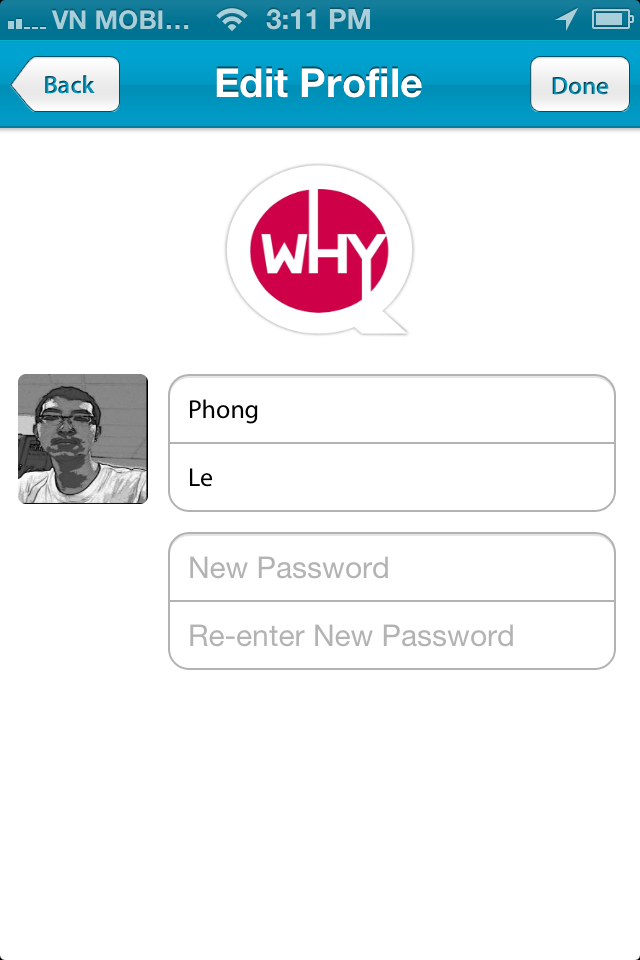 VN MOBI... 3:11 PM
Back Edit Profile Done
WHY
Phong
Le
New Password
Re-enter New Password